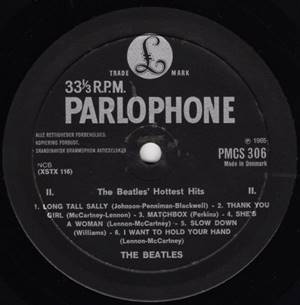 TRADE MARK
33⅓ R.P.M.
PARLOPHONE
ALLE RETTIGHEDER FORBEHOLDES.
KOPIERING FORBUDT.
SKANDINAVISK GRAMMOPHON AKTIESELSKAB
℗ 1965
PMCS 306
Made in Denmark
NCB
(XSTX 116)
II. The Beatles' Hottest Hits II.
1. LONG TALL SALLY (Johnson-Penniman-Blackwell) - 2. THANK YOU
GIRL (McCartney-Lennon) - 3. MATCHBOX (Perkins) - 4. SHE'S
A WOMAN (Lennon-McCartney) - 5. SLOW DOWN
(Williams) - 6. I WANT TO HOLD YOUR HAND
(Lennon-McCartney)
THE BEATLES